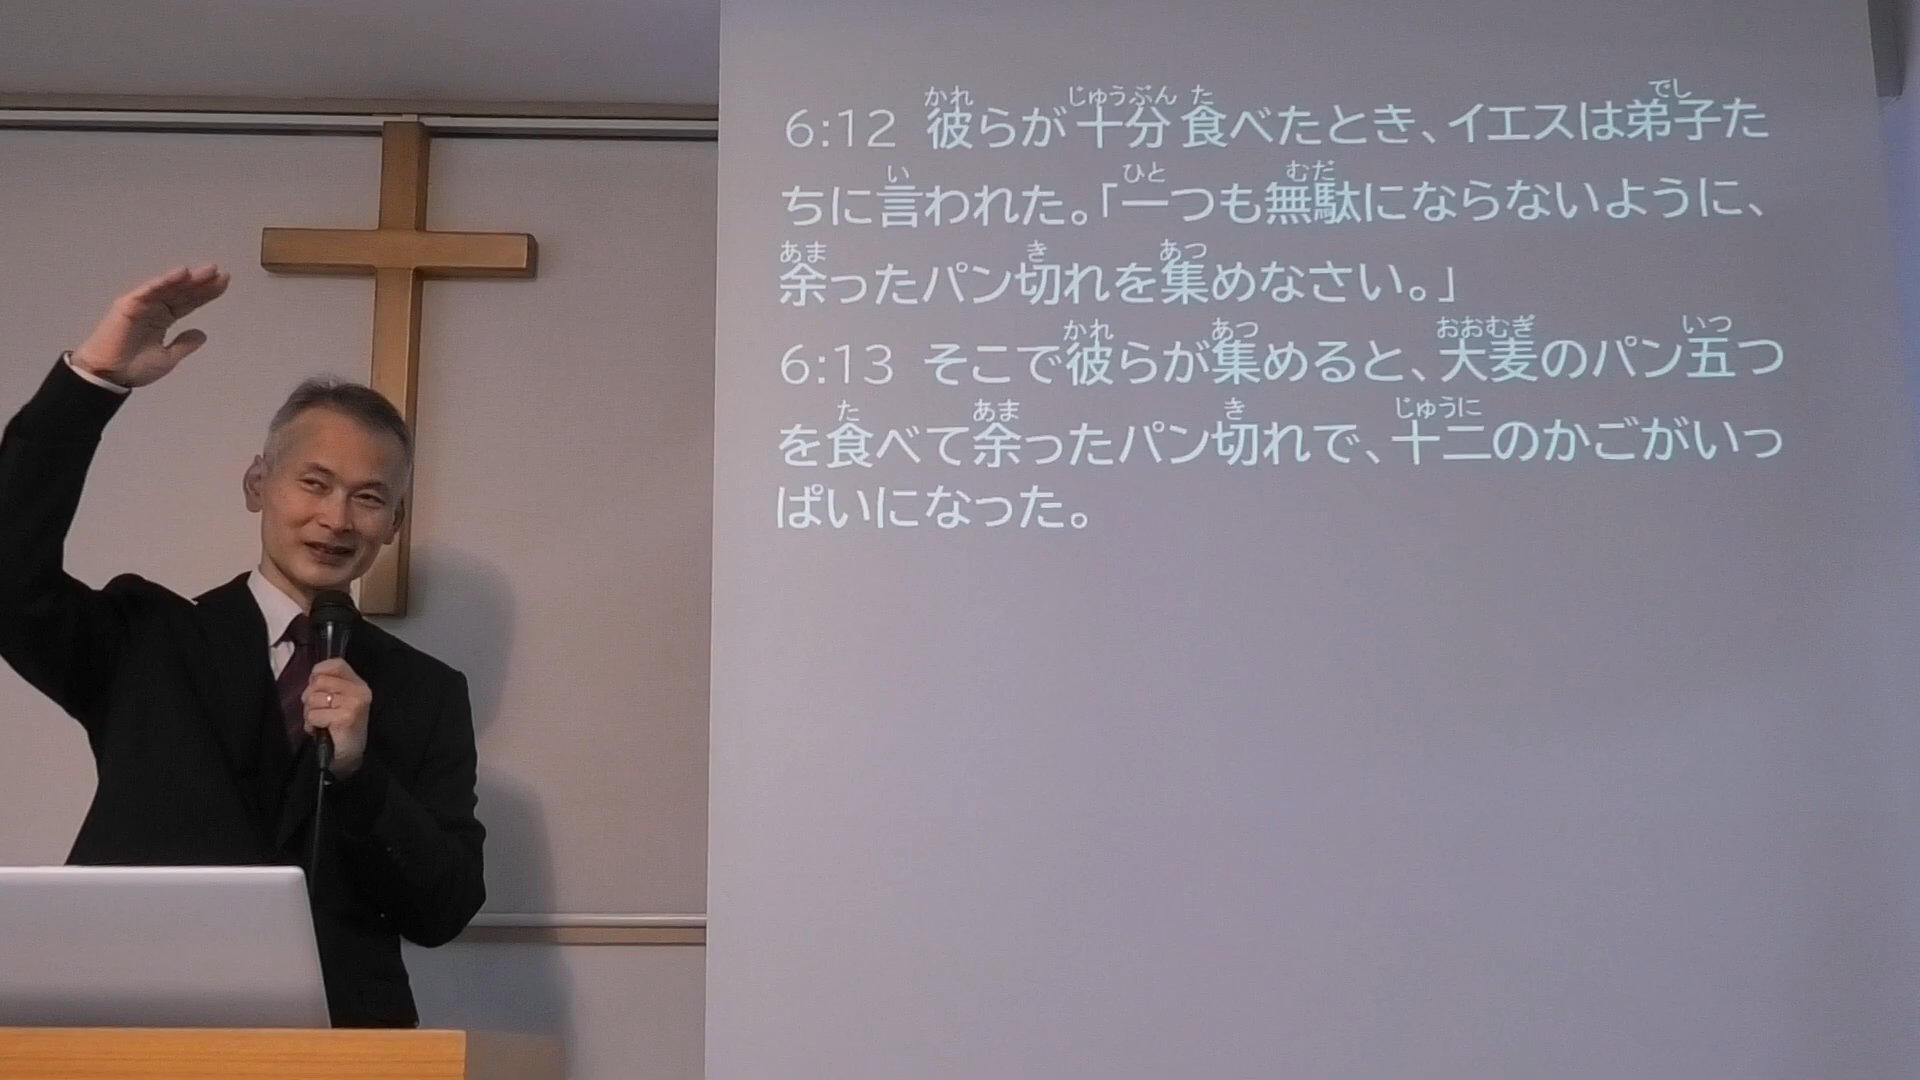 6:12 彼らが十分食べたとき、イエスは弟子た
ちに言われた。「一つも無駄にならないように、
余ったパン切れを集めなさい。」
6:13 そこで彼らが集めると、大麦のパン五つ
を食べて余ったパン切れで、十二のかごがいっ
ぱいになった。